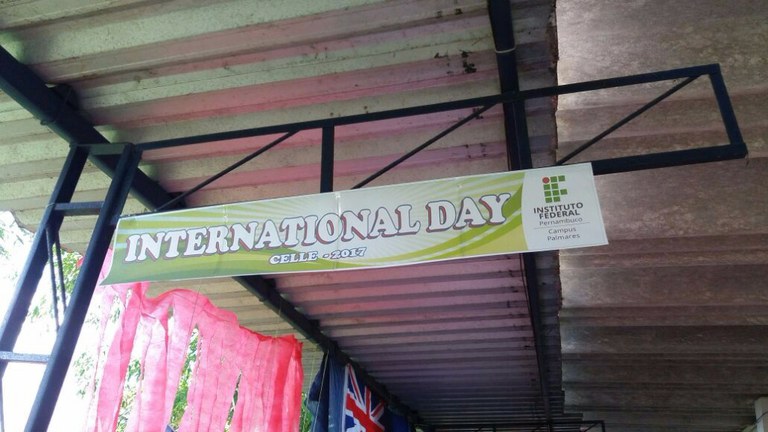 INTERNATIONAL DAY
CELLE - 2017
INSTITUTO
FEDERAL
Pernambuco
Campus
Palmares